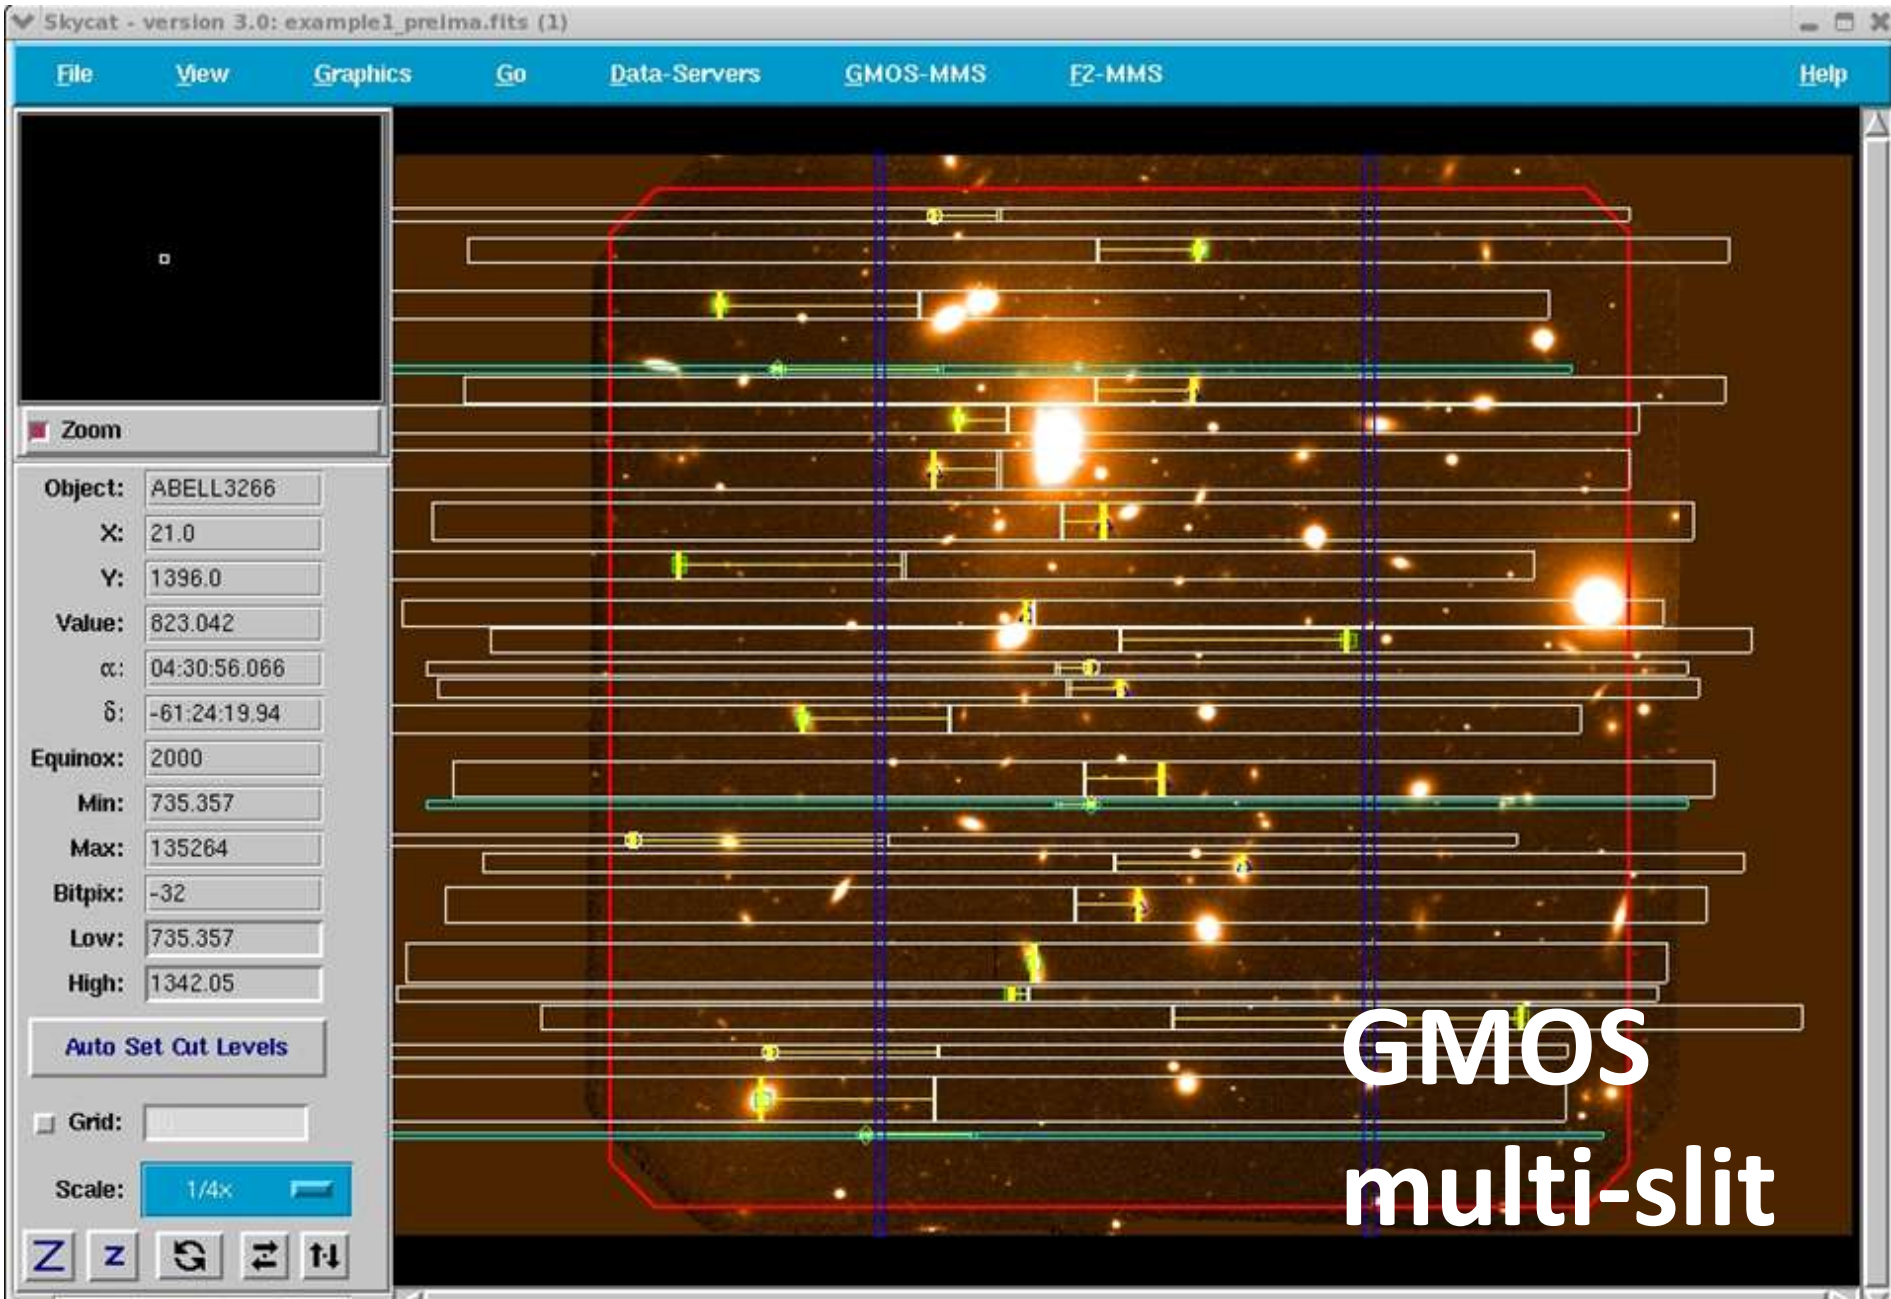 Skycat - version 3.0: example1_preima.fits (1)
File View Graphics Go Data-Servers GMOS-MMS F2-MMS Help
Zoom
Object: ABELL3266
X: 21.0
Y: 1396.0
Value: 823.042
α: 04:30:56.066
δ: -61:24:19.94
Equinox: 2000
Min: 735.357
Max: 135264
Bitpix: -32
Low: 735.357
High: 1342.05
Auto Set Cut Levels
Grid:
Scale: 1/4x
Z z
GMOS
multi-slit